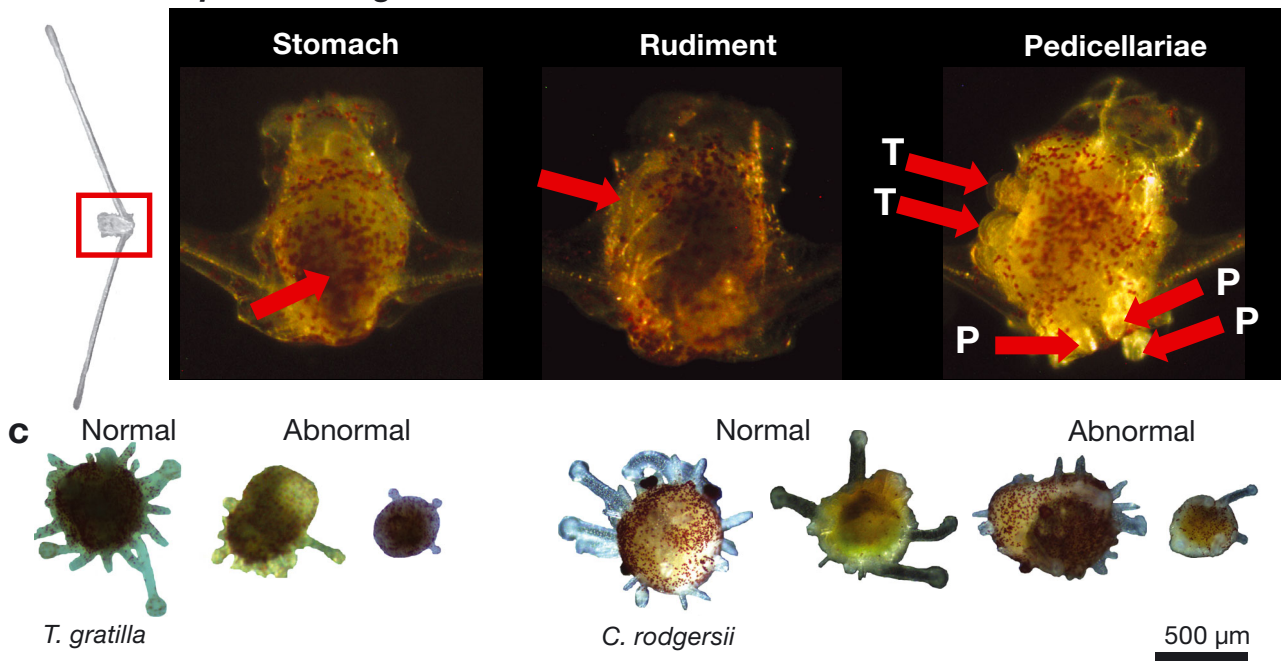 Stomach
Rudiment
Pedicellariae
T
T
P
P
P
c
Normal
Abnormal
Normal
Abnormal
T. gratilla
C. rodgersii
500 µm